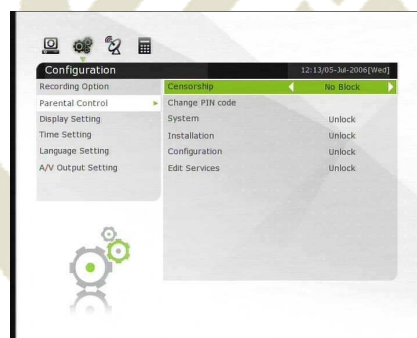 Configuration
12:13/05-Jul-2006[Wed]
Recording Option
Parental Control
Display Setting
Time Setting
Language Setting
A/V Output Setting
Censorship No Block
Change PIN code
System Unlock
Installation Unlock
Configuration Unlock
Edit Services Unlock